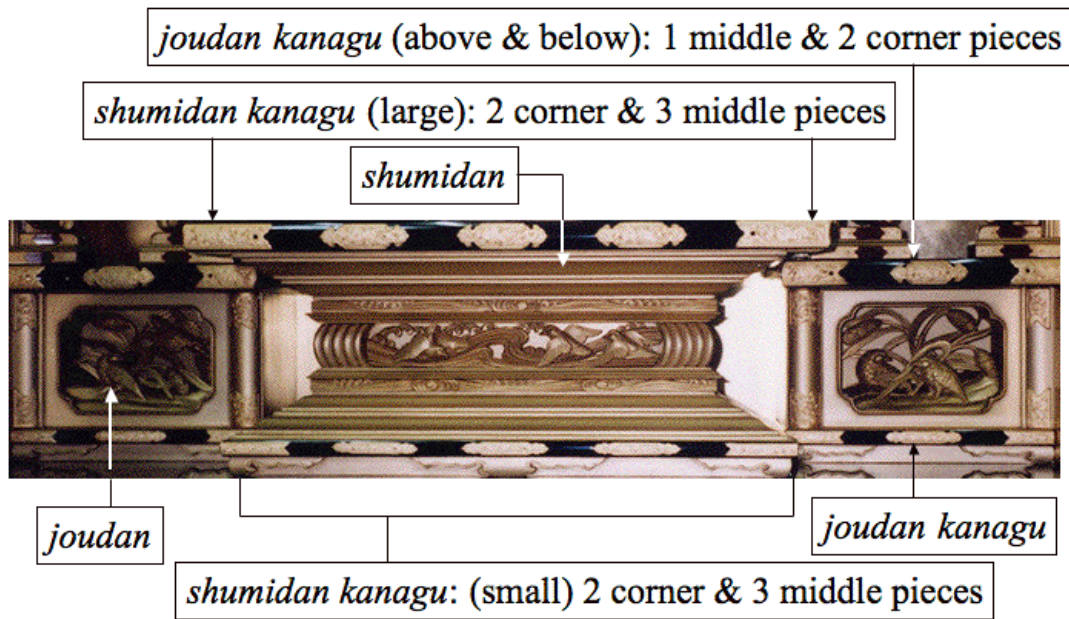 joudan kanagu (above & below): 1 middle & 2 corner pieces
shumidan kanagu (large): 2 corner & 3 middle pieces
shumidan
joudan
joudan kanagu
shumidan kanagu: (small) 2 corner & 3 middle pieces